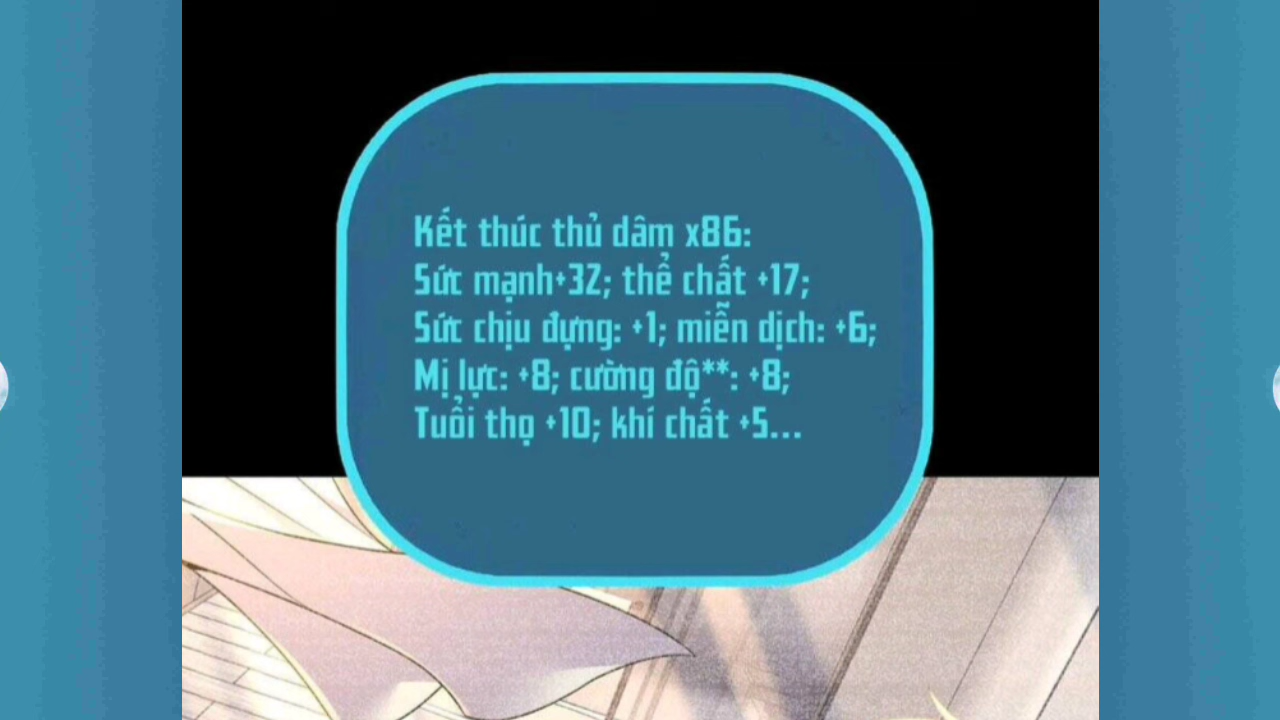 Kết thúc thủ dâm x86:
Sức mạnh+32; thể chất +17;
Sức chịu đựng: +1; miễn dịch: +6;
Mị lực: +8; cường độ**: +8;
Tuổi thọ +10; khí chất +5...